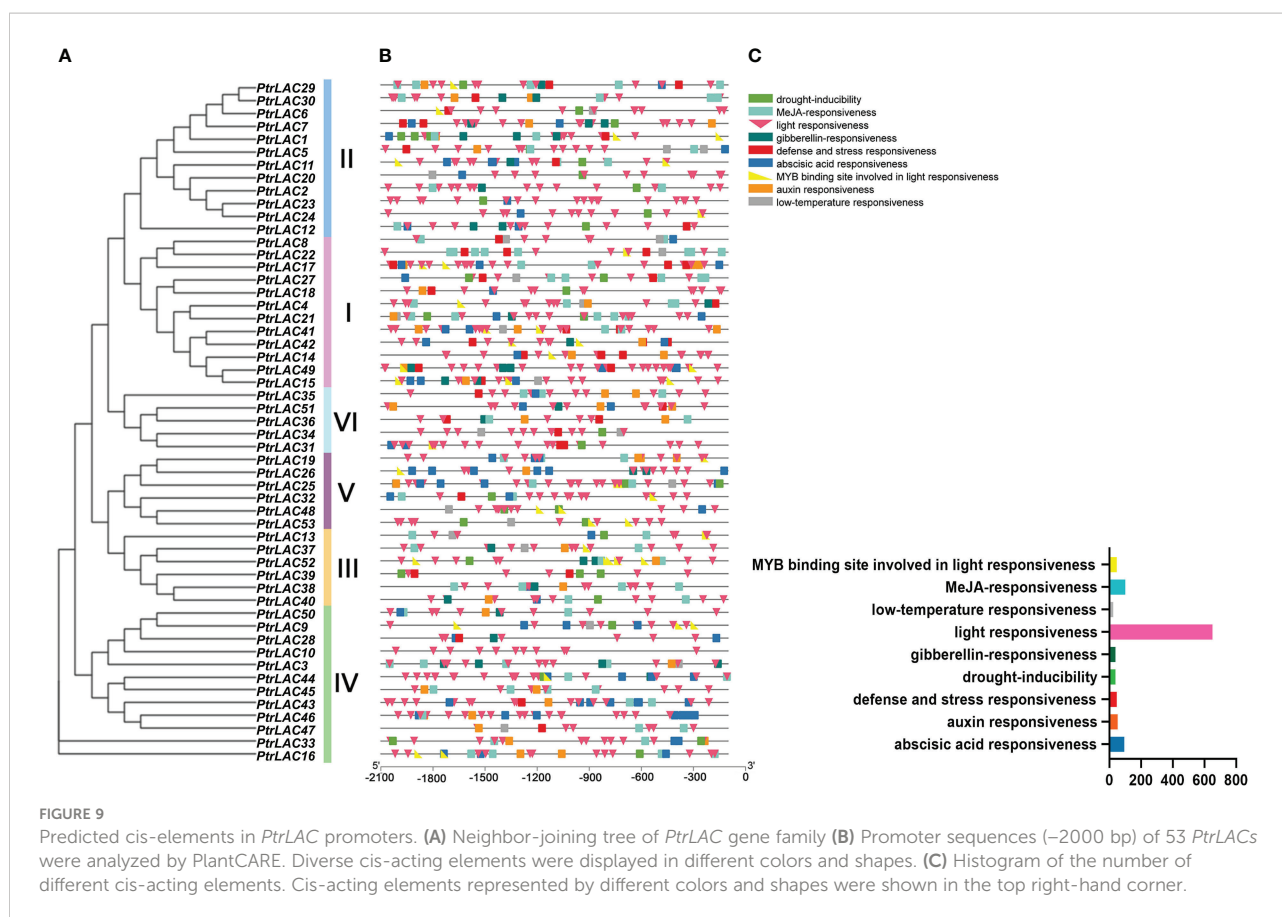 A
B
C
PtrLAC29
PtrLAC30
PtrLAC6
PtrLAC7
PtrLAC1
PtrLAC5
PtrLAC11
PtrLAC20
PtrLAC2
PtrLAC23
PtrLAC24
PtrLAC12
PtrLAC8
PtrLAC22
PtrLAC17
PtrLAC27
PtrLAC18
PtrLAC4
PtrLAC21
PtrLAC41
PtrLAC42
PtrLAC14
PtrLAC49
PtrLAC15
PtrLAC35
PtrLAC51
PtrLAC36
PtrLAC34
PtrLAC31
PtrLAC19
PtrLAC26
PtrLAC25
PtrLAC32
PtrLAC48
PtrLAC53
PtrLAC13
PtrLAC37
PtrLAC52
PtrLAC39
PtrLAC38
PtrLAC40
PtrLAC50
PtrLAC9
PtrLAC28
PtrLAC10
PtrLAC3
PtrLAC44
PtrLAC45
PtrLAC43
PtrLAC46
PtrLAC47
PtrLAC33
PtrLAC16
II
I
VI
V
III
IV
5' 3'
-2100 -1800 -1500 -1200 -900 -600 -300 0
drought-inducibility
MeJA-responsiveness
light responsiveness
gibberellin-responsiveness
defense and stress responsiveness
abscisic acid responsiveness
MYB binding site involved in light responsiveness
auxin responsiveness
low-temperature responsiveness
MYB binding site involved in light responsiveness
MeJA-responsiveness
low-temperature responsiveness
light responsiveness
gibberellin-responsiveness
drought-inducibility
defense and stress responsiveness
auxin responsiveness
abscisic acid responsiveness
0 200 400 600 800
FIGURE 9
Predicted cis-elements in PtrLAC promoters. (A) Neighbor-joining tree of PtrLAC gene family (B) Promoter sequences (−2000 bp) of 53 PtrLACs
were analyzed by PlantCARE. Diverse cis-acting elements were displayed in different colors and shapes. (C) Histogram of the number of
different cis-acting elements. Cis-acting elements represented by different colors and shapes were shown in the top right-hand corner.